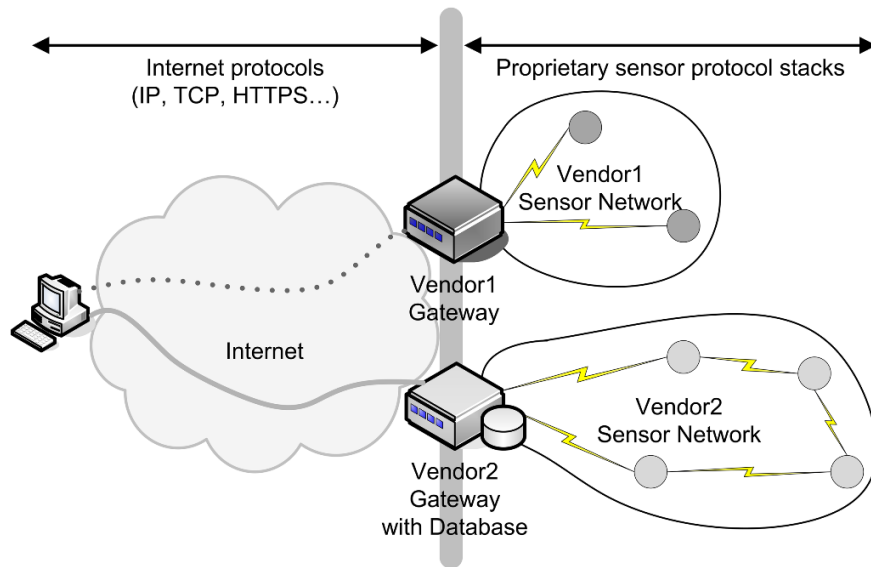 Internet protocols
(IP, TCP, HTTPS…)
Proprietary sensor protocol stacks
Vendor1
Sensor Network
Vendor1
Gateway
Internet
Vendor2
Sensor Network
Vendor2
Gateway
with Database